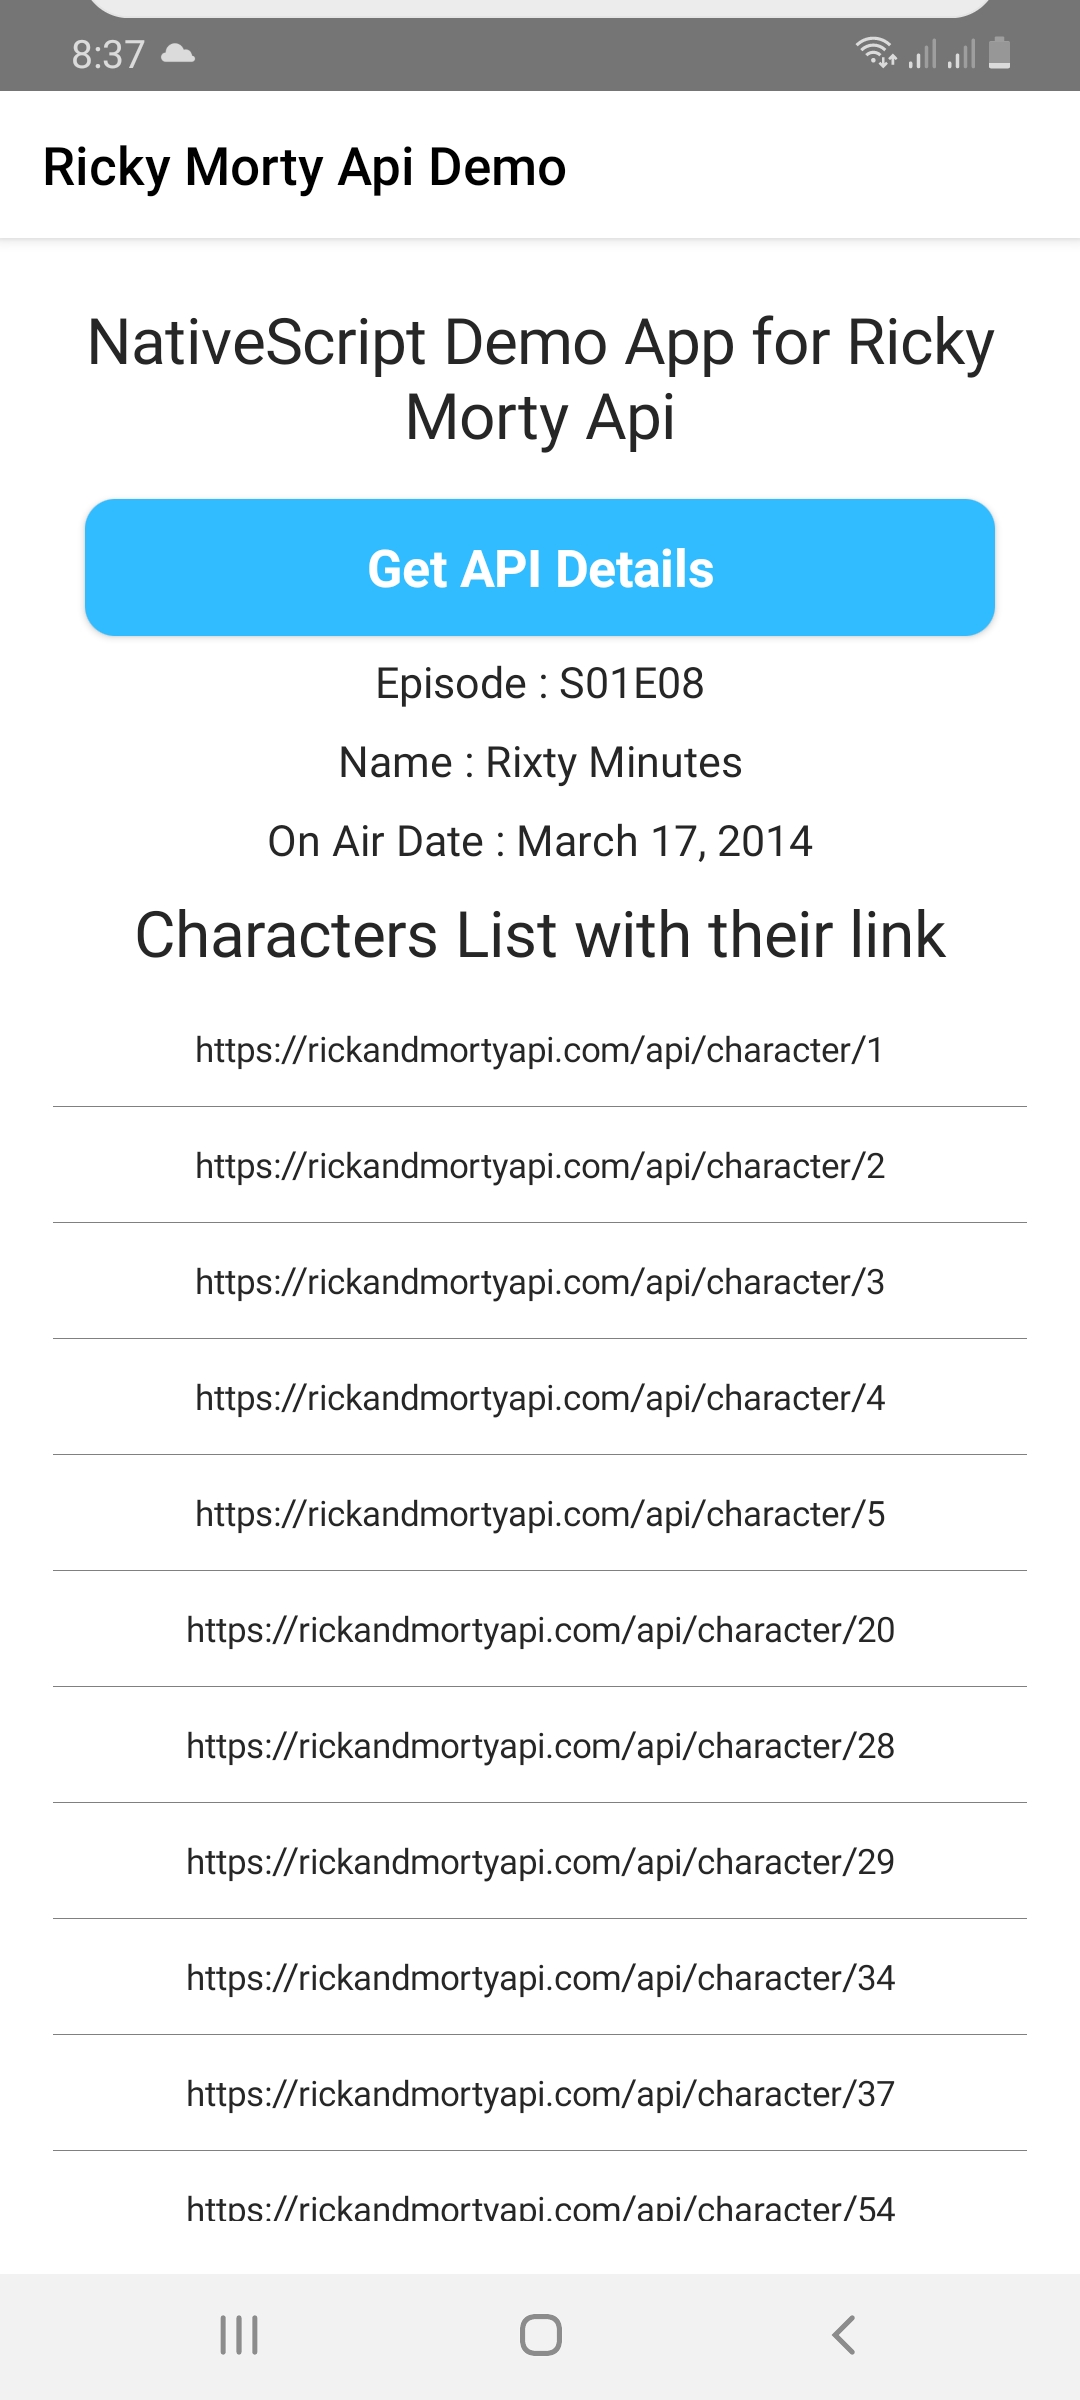 8:37
Ricky Morty Api Demo
NativeScript Demo App for Ricky
Morty Api
Get API Details
Episode : S01E08
Name : Rixty Minutes
On Air Date : March 17, 2014
Characters List with their link
https://rickandmortyapi.com/api/character/1
https://rickandmortyapi.com/api/character/2
https://rickandmortyapi.com/api/character/3
https://rickandmortyapi.com/api/character/4
https://rickandmortyapi.com/api/character/5
https://rickandmortyapi.com/api/character/20
https://rickandmortyapi.com/api/character/28
https://rickandmortyapi.com/api/character/29
https://rickandmortyapi.com/api/character/34
https://rickandmortyapi.com/api/character/37
https://rickandmortyapi.com/api/character/54